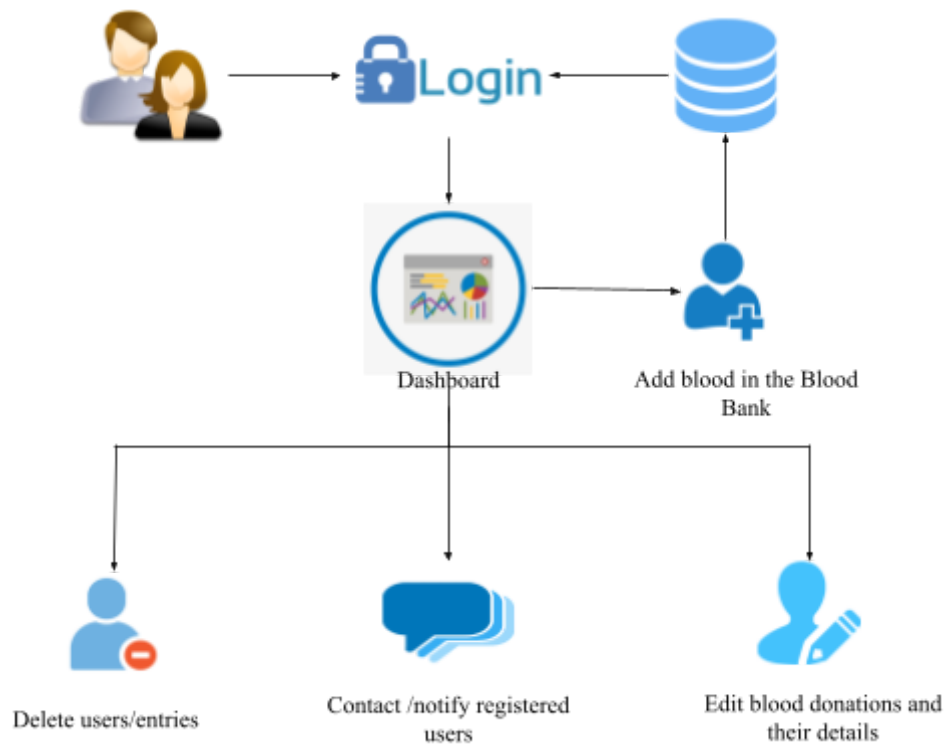 Login
Dashboard
Add blood in the Blood
Bank
Delete users/entries
Contact /notify registered
users
Edit blood donations and
their details